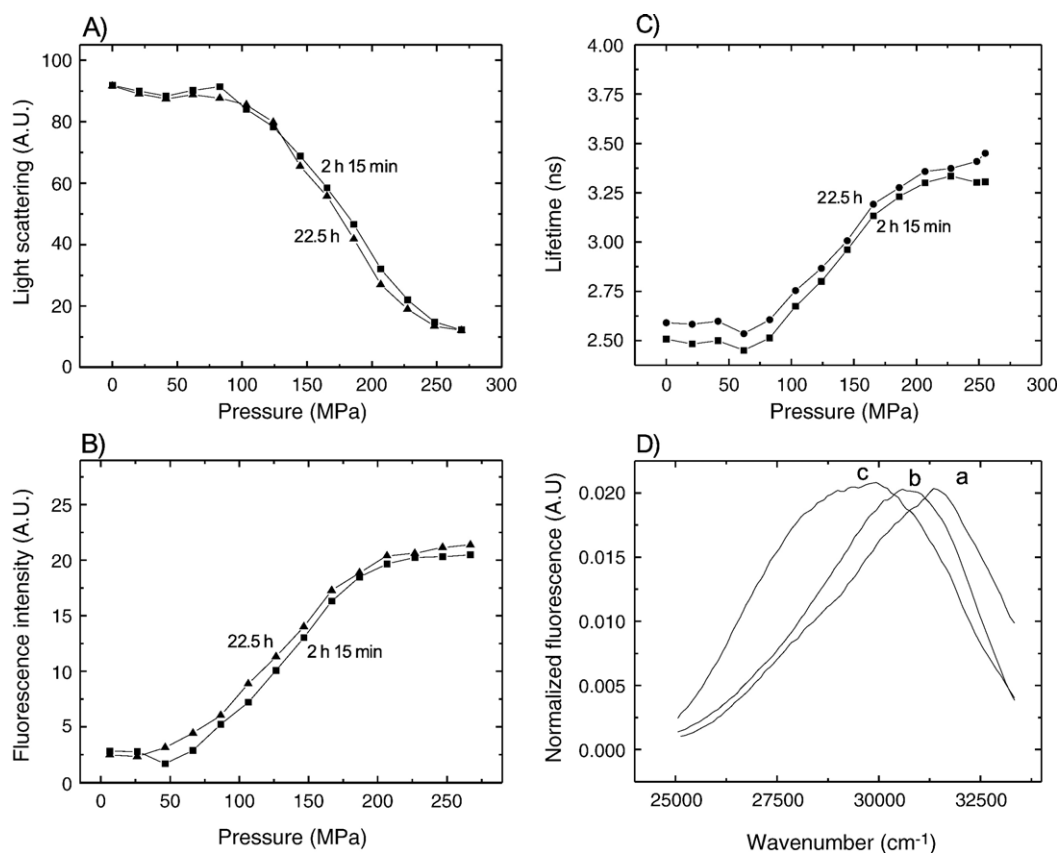 A)
Light scattering (A.U.)
100
80
60
40
20
0
2 h 15 min
22.5 h
0 50 100 150 200 250 300
Pressure (MPa)
B)
Fluorescence intensity (A.U.)
25
20
15
10
5
0
22.5 h
2 h 15 min
0 50 100 150 200 250
Pressure (MPa)
C)
Lifetime (ns)
4.00
3.75
3.50
3.25
3.00
2.75
2.50
22.5 h
2 h 15 min
0 50 100 150 200 250 300
Pressure (MPa)
D)
Normalized fluorescence (A.U)
0.020
0.015
0.010
0.005
0.000
c b a
25000 27500 30000 32500
Wavenumber (cm-1)